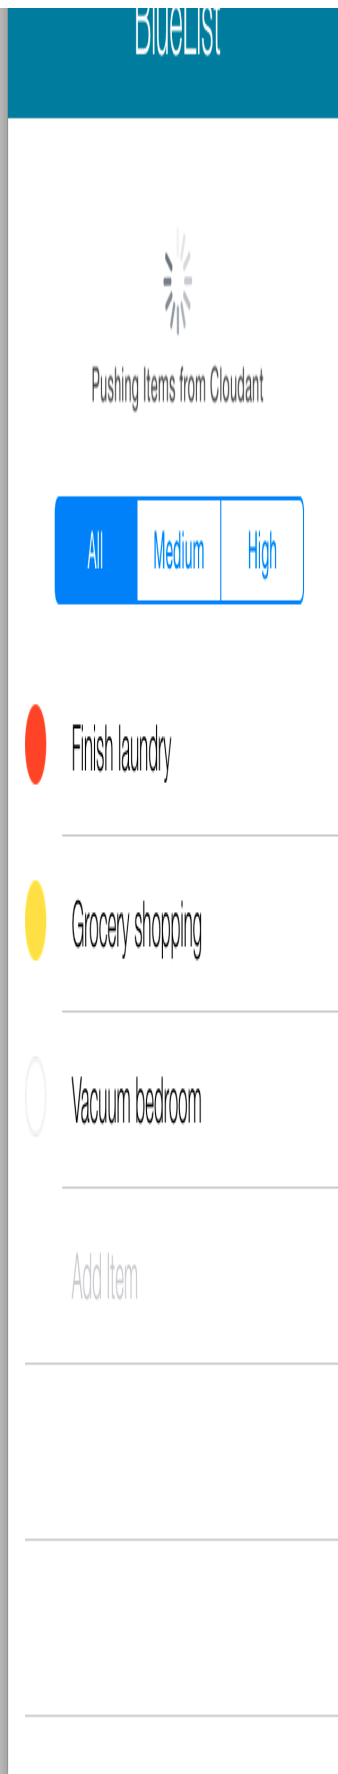 BlueList
Pushing Items from Cloudant
All Medium High
Finish laundry
Grocery shopping
Vacuum bedroom
Add Item